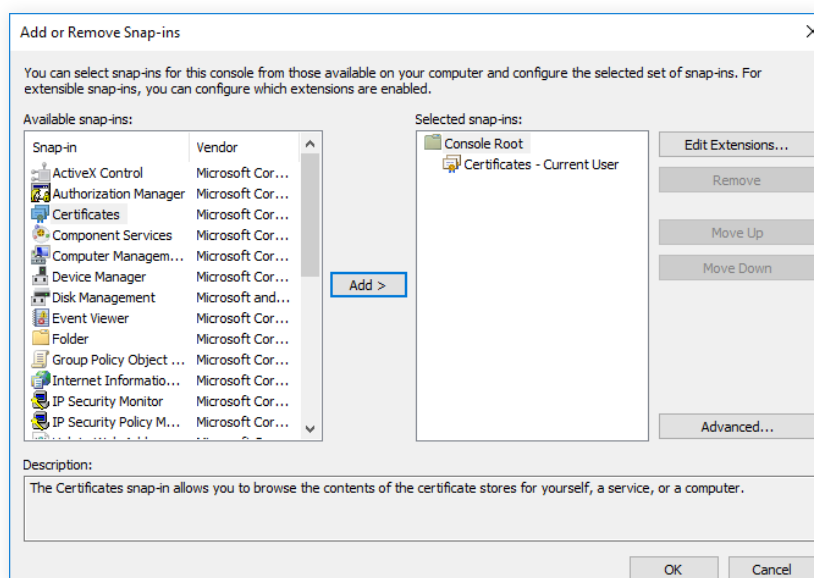 Add or Remove Snap-ins
You can select snap-ins for this console from those available on your computer and configure the selected set of snap-ins. For
extensible snap-ins, you can configure which extensions are enabled.
Available snap-ins:
Selected snap-ins:
Snap-in Vendor
ActiveX Control Microsoft Cor...
Authorization Manager Microsoft Cor...
Certificates Microsoft Cor...
Component Services Microsoft Cor...
Computer Managem... Microsoft Cor...
Device Manager Microsoft Cor...
Disk Management Microsoft and...
Event Viewer Microsoft Cor...
Folder Microsoft Cor...
Group Policy Object ... Microsoft Cor...
Internet Informatio... Microsoft Cor...
IP Security Monitor Microsoft Cor...
IP Security Policy M... Microsoft Cor...
Add >
Console Root
Certificates - Current User
Edit Extensions...
Remove
Move Up
Move Down
Advanced...
Description:
The Certificates snap-in allows you to browse the contents of the certificate stores for yourself, a service, or a computer.
OK
Cancel